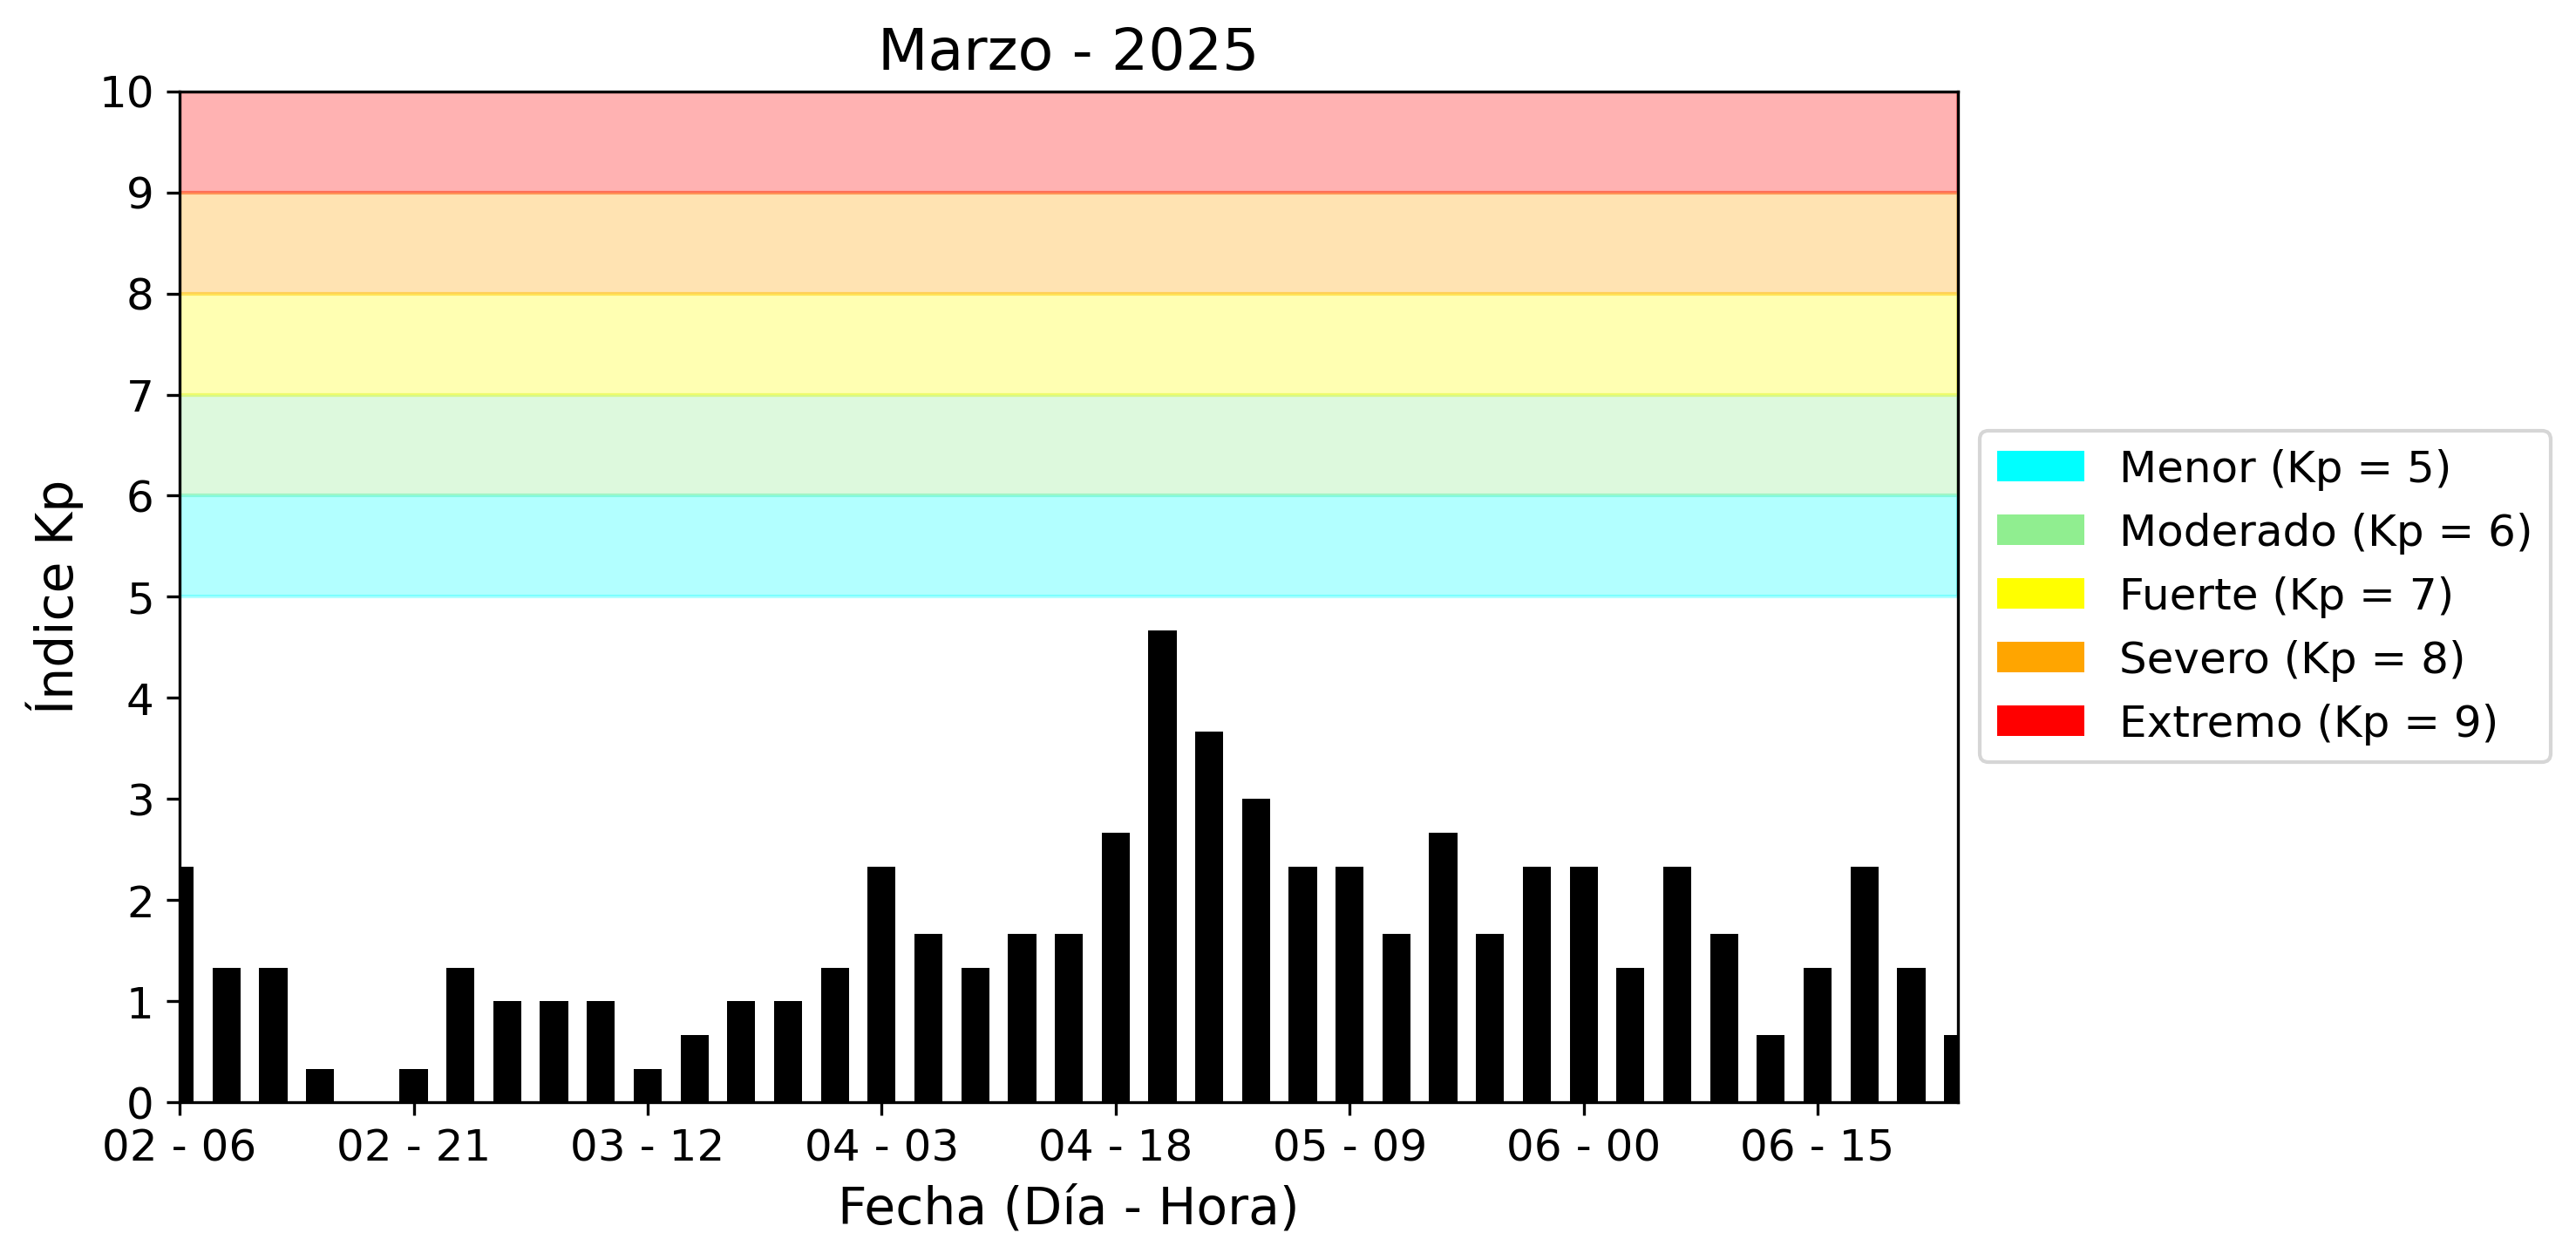 Marzo - 2025
Índice Kp
10
9
8
7
6
5
4
3
2
1
0
02 - 06
02 - 21
03 - 12
04 - 03
04 - 18
05 - 09
06 - 00
06 - 15
Fecha (Día - Hora)
Menor (Kp = 5)
Moderado (Kp = 6)
Fuerte (Kp = 7)
Severo (Kp = 8)
Extremo (Kp = 9)